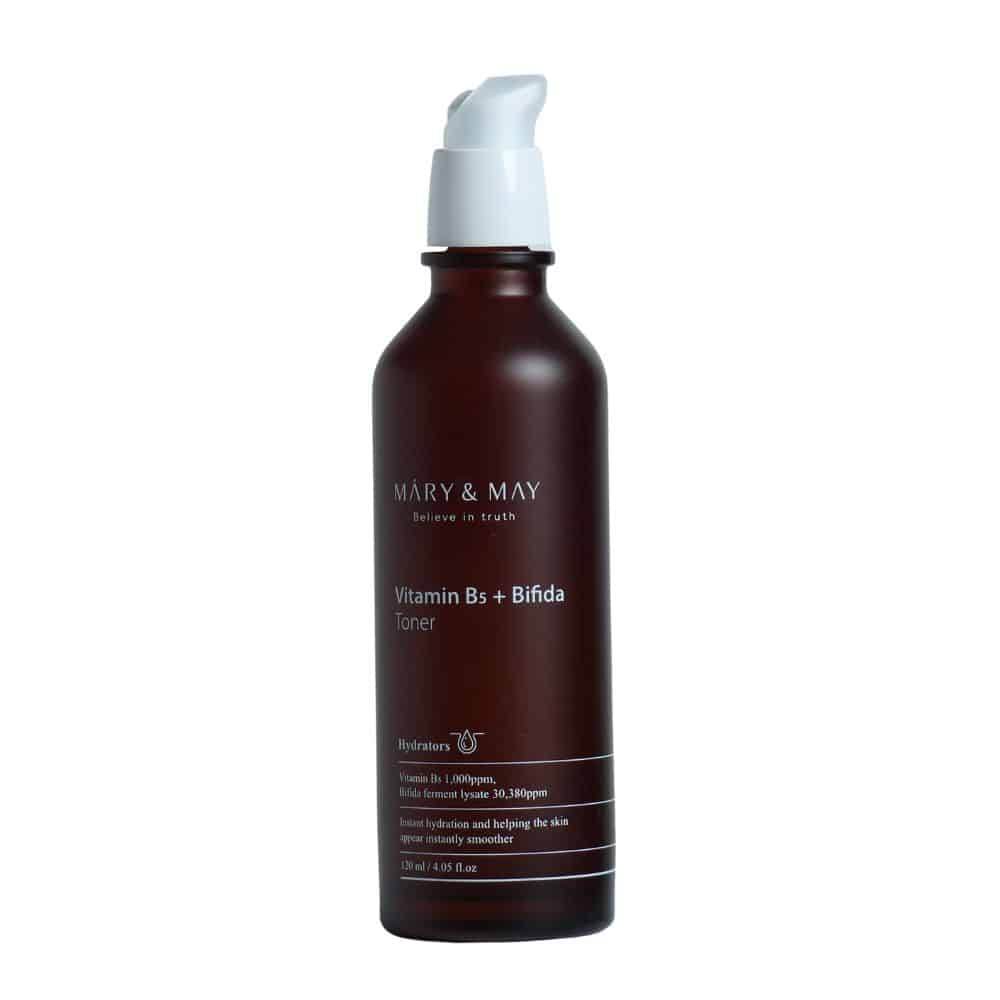 MÁRY & MAY
Believe in truth
Vitamin B5 + Bifida
Toner
Hydrators
Vitamin B5 1,000ppm,
Bifida ferment lysate 30,380ppm
Instant hydration and helping the skin
appear instantly smoother
120 ml / 4.05 fl.oz